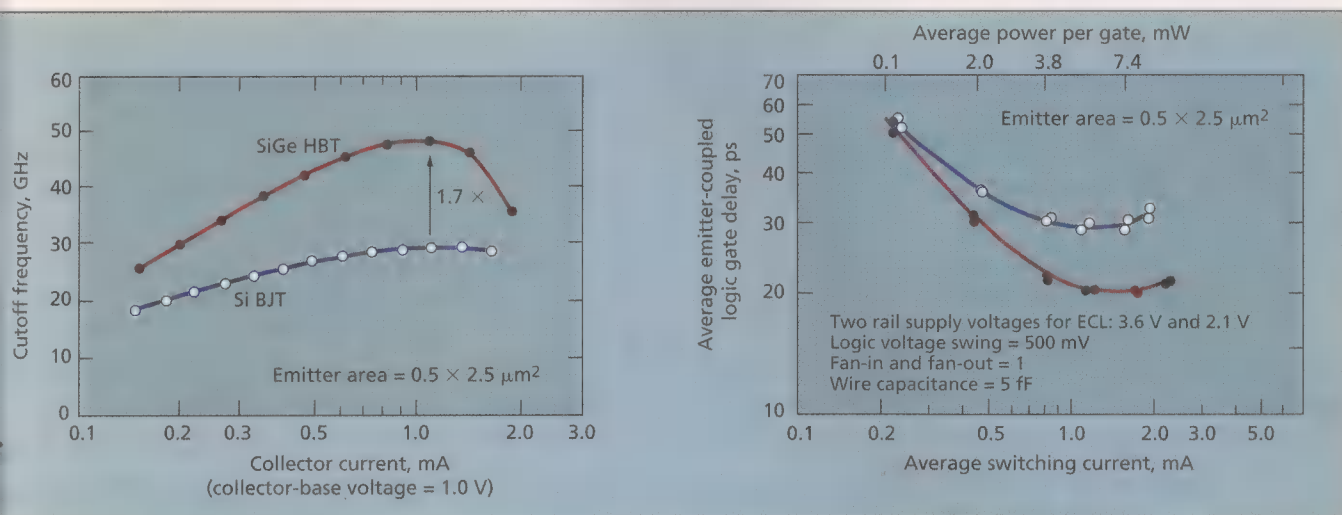 60
50
40
30
20
10
0
Cutoff frequency, GHz
SiGe HBT
1.7 ×
Si BJT
Emitter area = 0.5 × 2.5 μm²
0.1 0.2 0.3 0.5 1.0 2.0 3.0
Collector current, mA
(collector-base voltage = 1.0 V)
Average power per gate, mW
0.1 2.0 3.8 7.4
70
60
50
40
30
20
10
Average emitter-coupled
logic gate delay, ps
Emitter area = 0.5 × 2.5 μm²
Two rail supply voltages for ECL: 3.6 V and 2.1 V
Logic voltage swing = 500 mV
Fan-in and fan-out = 1
Wire capacitance = 5 fF
0.1 0.2 0.5 1.0 2.0 3.0 5.0
Average switching current, mA